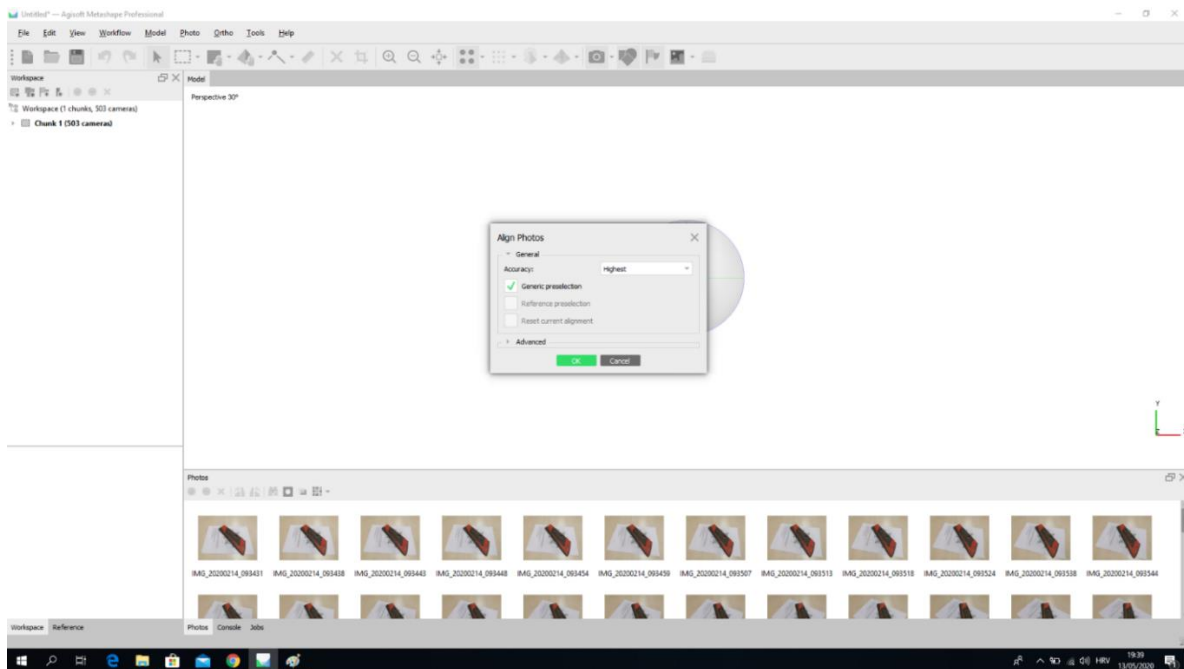 Untitled* — Agisoft Metashape Professional
File Edit View Workflow Model Photo Ortho Tools Help
Workspace
Workspace (1 chunks, 503 cameras)
Chunk 1 (503 cameras)
Model
Perspective 30°
Align Photos
General
Accuracy: Highest
Generic preselection
Reference preselection
Reset current alignment
Advanced
OK Cancel
Y
Photos
IMG_20200214_093431 IMG_20200214_093438 IMG_20200214_093443 IMG_20200214_093448 IMG_20200214_093454 IMG_20200214_093459 IMG_20200214_093507 IMG_20200214_093513 IMG_20200214_093518 IMG_20200214_093524 IMG_20200214_093538 IMG_20200214_093544
Workspace Reference
Photos Console Jobs
HRV
19:39
13/05/2020